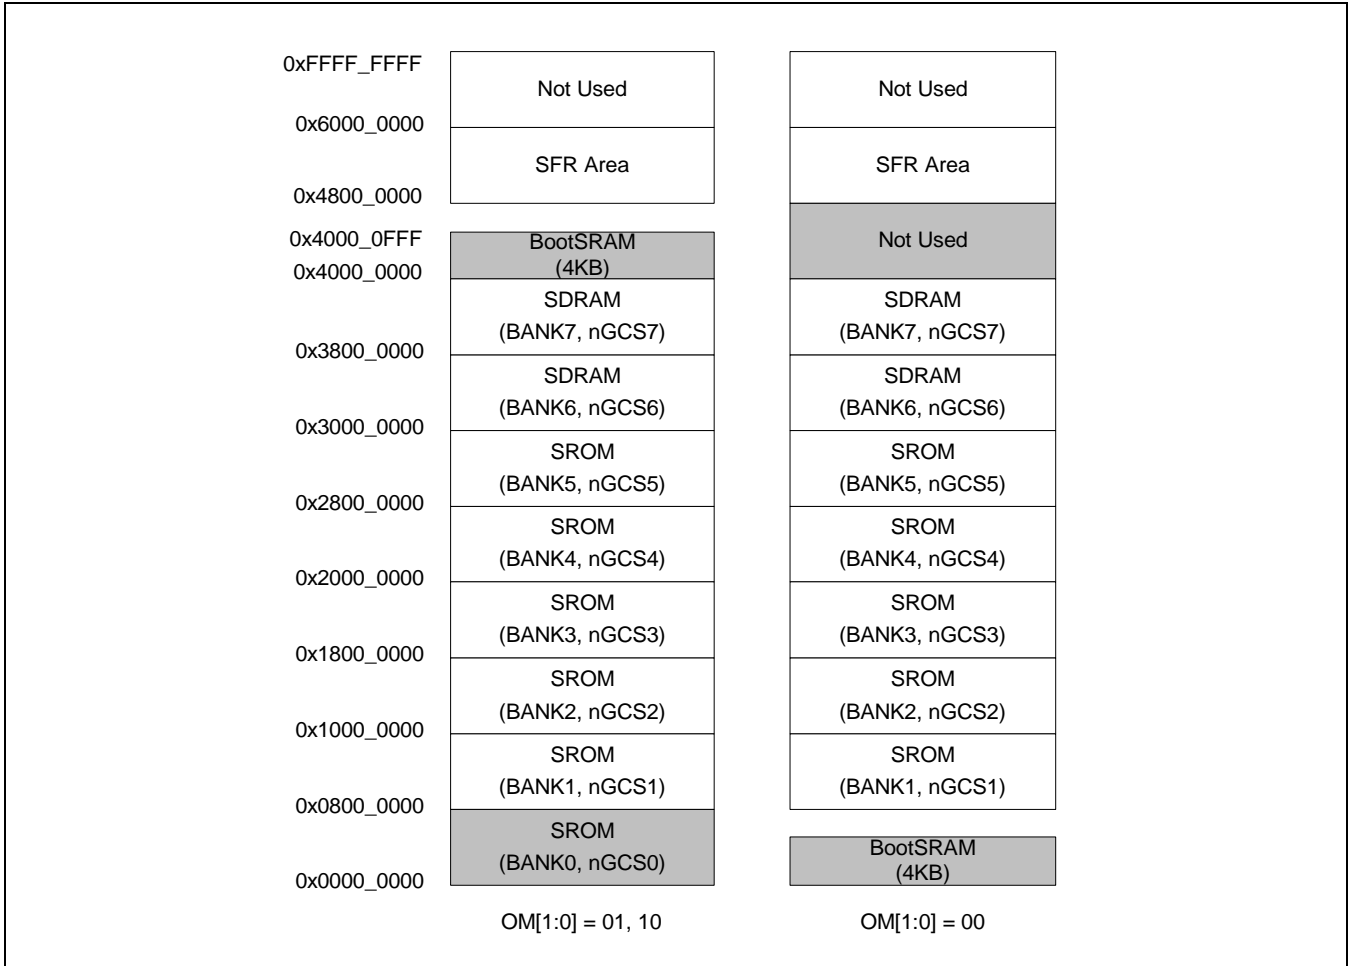 0xFFFF_FFFF
Not Used
Not Used
0x6000_0000
SFR Area
SFR Area
0x4800_0000
0x4000_0FFF
BootSRAM
(4KB)
Not Used
0x4000_0000
SDRAM
(BANK7, nGCS7)
SDRAM
(BANK7, nGCS7)
0x3800_0000
SDRAM
(BANK6, nGCS6)
SDRAM
(BANK6, nGCS6)
0x3000_0000
SROM
(BANK5, nGCS5)
SROM
(BANK5, nGCS5)
0x2800_0000
SROM
(BANK4, nGCS4)
SROM
(BANK4, nGCS4)
0x2000_0000
SROM
(BANK3, nGCS3)
SROM
(BANK3, nGCS3)
0x1800_0000
SROM
(BANK2, nGCS2)
SROM
(BANK2, nGCS2)
0x1000_0000
SROM
(BANK1, nGCS1)
SROM
(BANK1, nGCS1)
0x0800_0000
SROM
(BANK0, nGCS0)
BootSRAM
(4KB)
0x0000_0000
OM[1:0] = 01, 10
OM[1:0] = 00